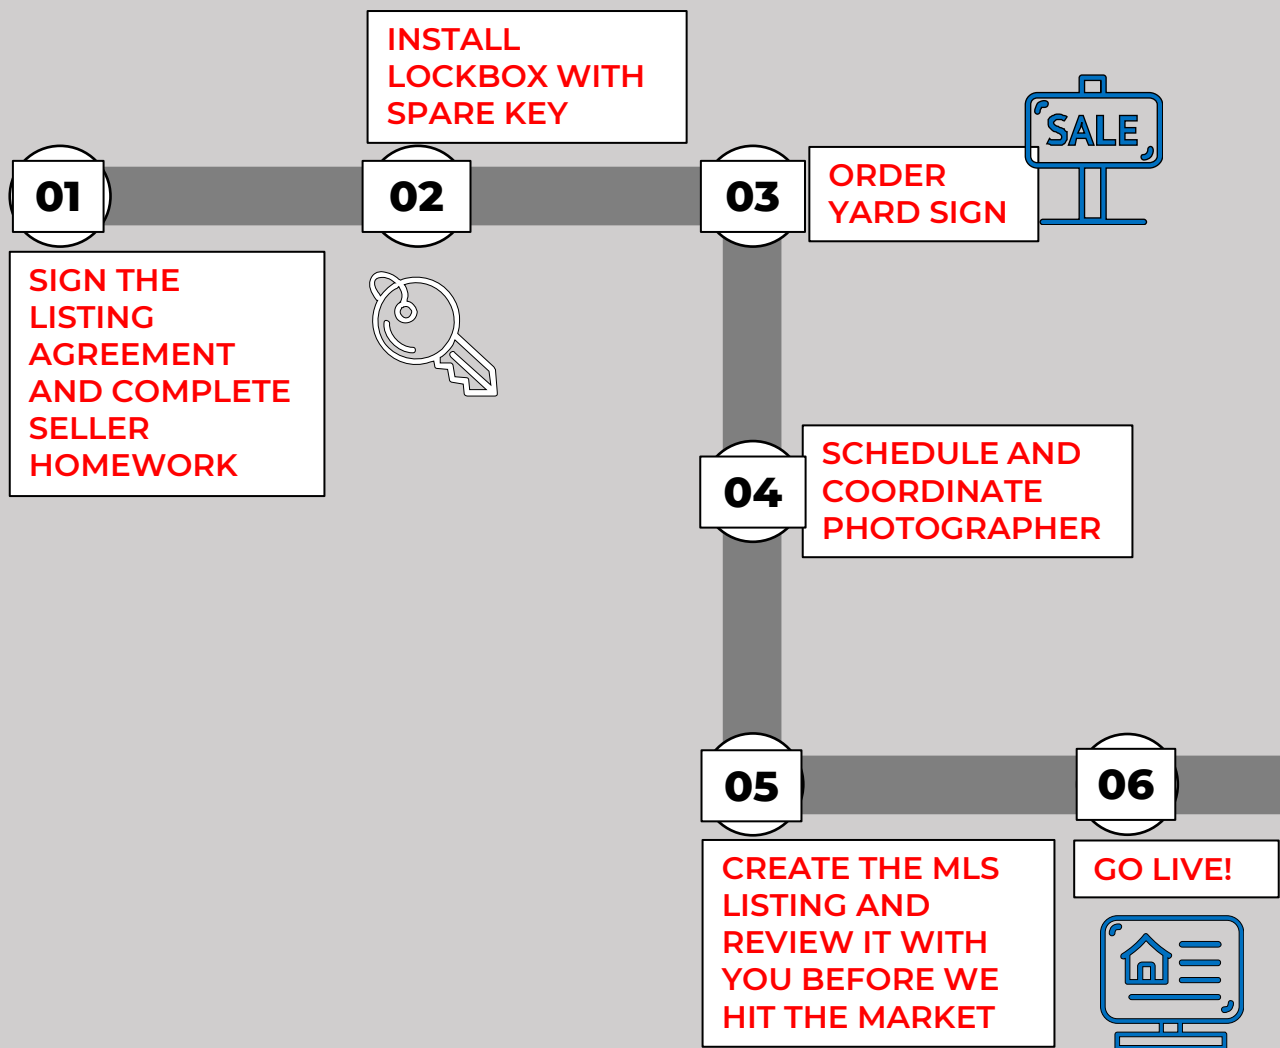 01
SIGN THE
LISTING
AGREEMENT
AND COMPLETE
SELLER
HOMEWORK
INSTALL
LOCKBOX WITH
SPARE KEY
02
03
ORDER
YARD SIGN
SALE
04
SCHEDULE AND
COORDINATE
PHOTOGRAPHER
05
CREATE THE MLS
LISTING AND
REVIEW IT WITH
YOU BEFORE WE
HIT THE MARKET
06
GO LIVE!